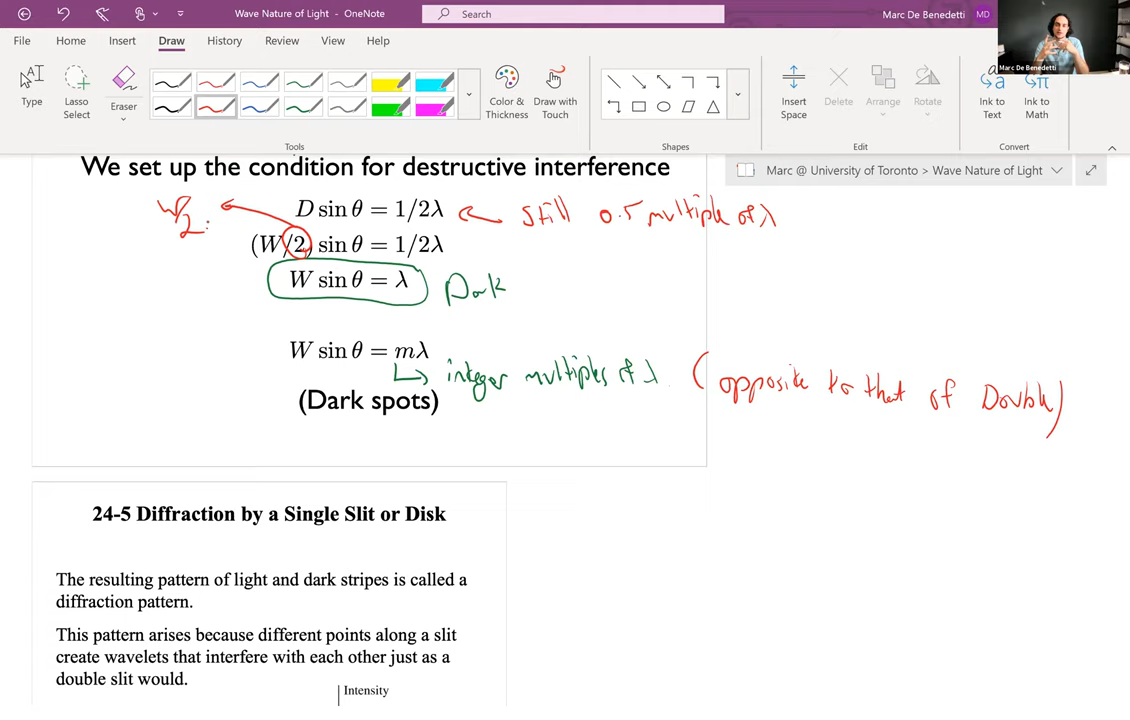 Wave Nature of Light - OneNote
Search
Marc De Benedetti MD
File Home Insert Draw History Review View Help
Marc De Benedetti
Type
Lasso Select
Eraser
Color & Thickness
Draw with Touch
Insert Space
Delete
Arrange
Rotate
Ink to Text
Ink to Math
Tools
Shapes
Edit
Convert
Marc @ University of Toronto > Wave Nature of Light
We set up the condition for destructive interference
W/2:
D sin θ = 1/2λ
Still 0.5 multiple of λ
(W/2) sin θ = 1/2λ
W sin θ = λ
Dark
W sin θ = mλ
integer multiples of λ. (opposite to that of Double)
(Dark spots)
24-5 Diffraction by a Single Slit or Disk
The resulting pattern of light and dark stripes is called a
diffraction pattern.
This pattern arises because different points along a slit
create wavelets that interfere with each other just as a
double slit would.
Intensity